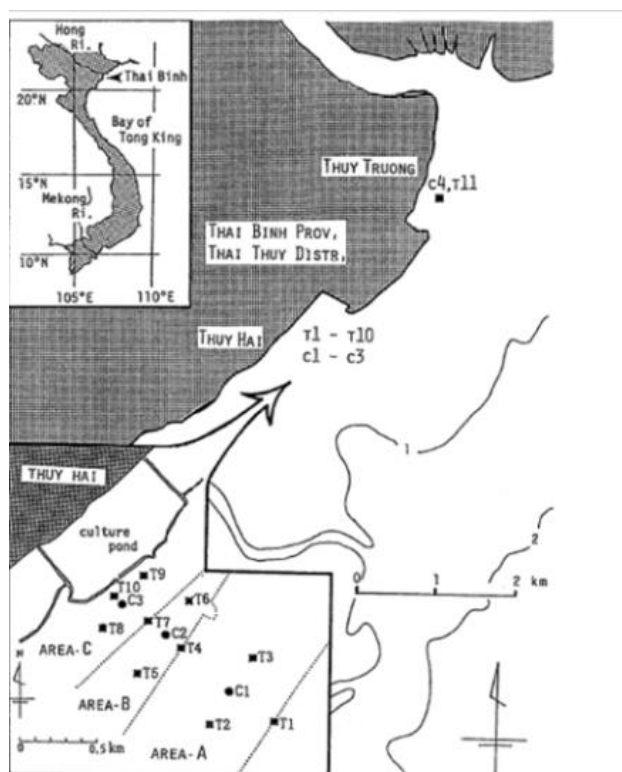 Hong
Ri.
Thai Binh
20°N
Bay of
Tong King
15°N
Mekong
Ri.
10°N
105°E 110°E
THUY TRUONG
c4,T11
THAI BINH PROV,
THAI THUY DISTR,
THUY HAI
T1 - T10
c1 - c3
THUY HAI
culture
pond
1
2
0 1 2 km
T9
T10
C3
T6
T8
T7
C2
AREA-C
T4
T3
T5
C1
AREA-B
T2
T1
AREA-A
N
0 0,5km